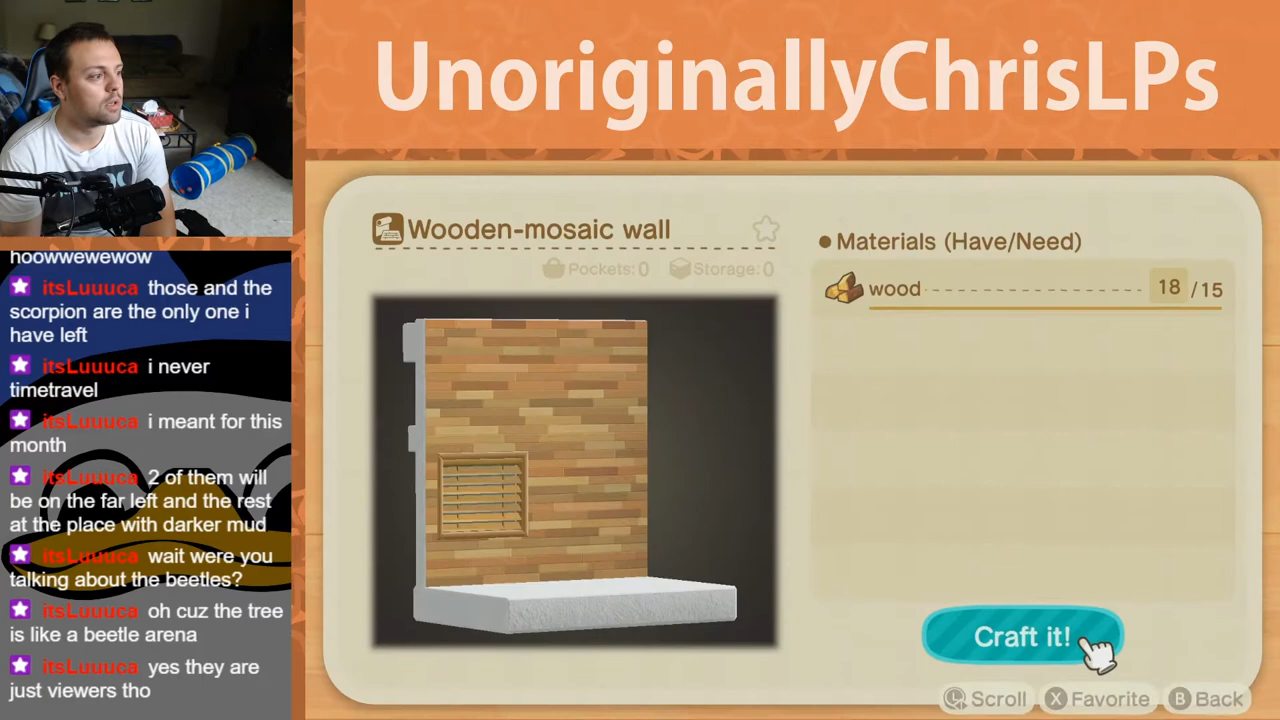 UnoriginallyChrisLPs
hoowwewewow
itsLuuuca those and the
scorpion are the only one i
have left
itsLuuuca i never
timetravel
itsLuuuca i meant for this
month
itsLuuuca 2 of them will
be on the far left and the rest
at the place with darker mud
itsLuuuca wait were you
talking about the beetles?
itsLuuuca oh cuz the tree
is like a beetle arena
itsLuuuca yes they are
just viewers tho
Wooden-mosaic wall
Pockets: 0 Storage: 0
Materials (Have/Need)
wood 18 /15
Craft it!
L Scroll X Favorite B Back